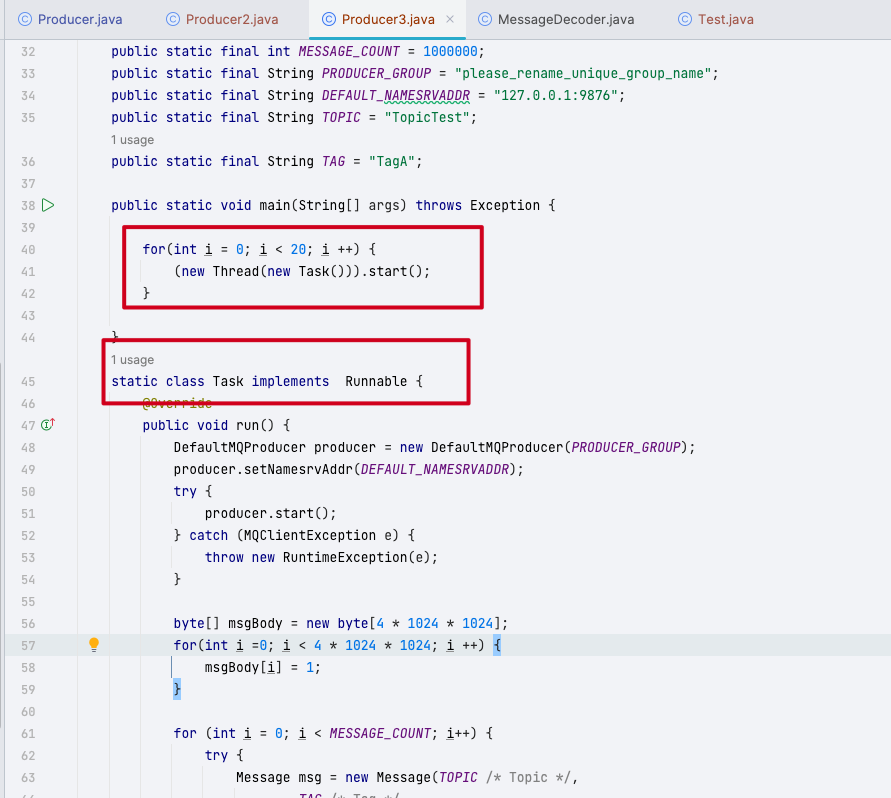 Producer.java Producer2.java Producer3.java MessageDecoder.java Test.java
32 public static final int MESSAGE_COUNT = 1000000;
33 public static final String PRODUCER_GROUP = "please_rename_unique_group_name";
34 public static final String DEFAULT_NAMESRVADDR = "127.0.0.1:9876";
35 public static final String TOPIC = "TopicTest";
1 usage
36 public static final String TAG = "TagA";
37
38 public static void main(String[] args) throws Exception {
39
40 for(int i = 0; i < 20; i ++) {
41 (new Thread(new Task())).start();
42 }
43
44 }
1 usage
45 static class Task implements  Runnable {
46 @Override
47 public void run() {
48 DefaultMQProducer producer = new DefaultMQProducer(PRODUCER_GROUP);
49 producer.setNamesrvAddr(DEFAULT_NAMESRVADDR);
50 try {
51 producer.start();
52 } catch (MQClientException e) {
53 throw new RuntimeException(e);
54 }
55
56 byte[] msgBody = new byte[4 * 1024 * 1024];
57 for(int i =0; i < 4 * 1024 * 1024; i ++) {
58 msgBody[i] = 1;
59 }
60
61 for (int i = 0; i < MESSAGE_COUNT; i++) {
62 try {
63 Message msg = new Message(TOPIC /* Topic */,
TAG /* Tag */